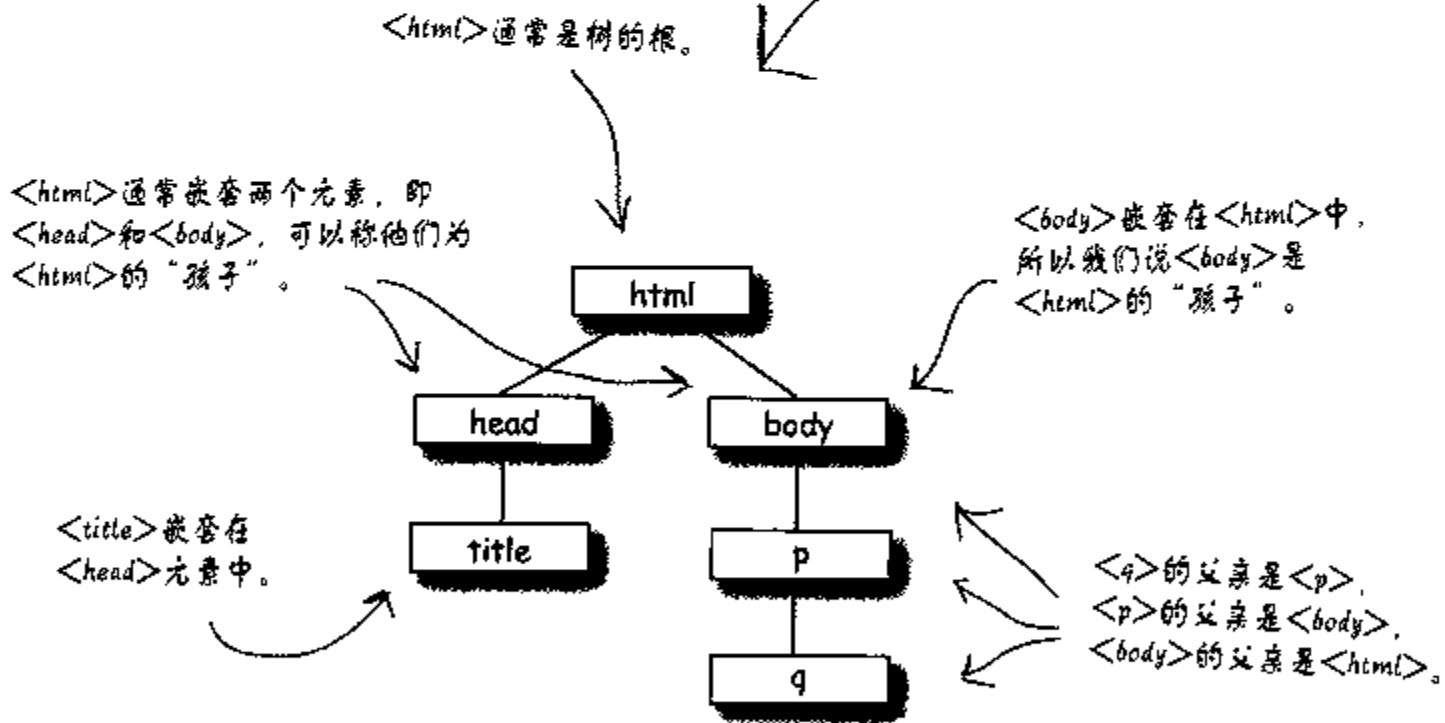 <html>通常是树的根。
<html>通常嵌套两个元素，即
<head>和<body>，可以称他们为
<html>的“孩子”。
<body>嵌套在<html>中，
所以我们说<body>是
<html>的“孩子”。
html
head
body
<title>嵌套在
<head>元素中。
title
p
<q>的父亲是<p>，
<p>的父亲是<body>，
<body>的父亲是<html>。
q